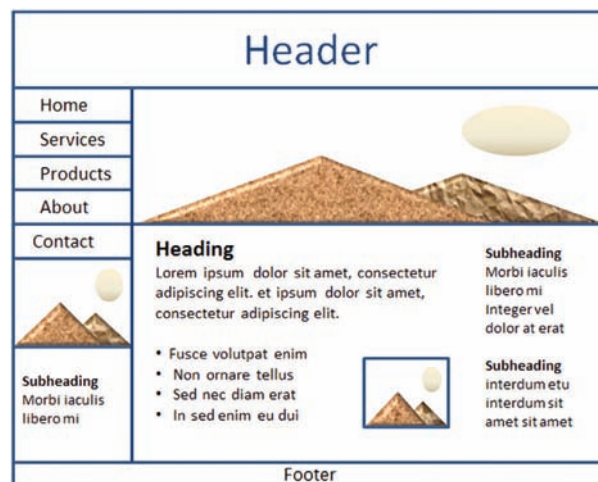 Header
Home
Services
Products
About
Contact
Subheading
Morbi iaculis
libero mi
Heading
Lorem ipsum dolor sit amet, consectetur
adipiscing elit. et ipsum dolor sit amet,
consectetur adipiscing elit.
• Fusce volutpat enim
• Non ornare tellus
• Sed nec diam erat
• In sed enim eu dui
Subheading
Morbi iaculis
libero mi
Integer vel
dolor at erat
Subheading
interdum etu
interdum sit
amet sit amet
Footer